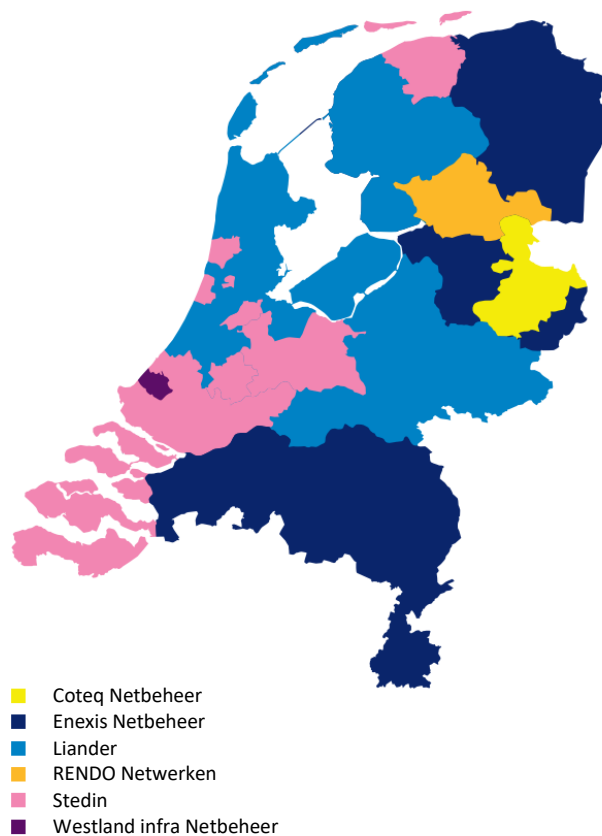 Coteq Netbeheer
Enexis Netbeheer
Liander
RENDO Netwerken
Stedin
Westland infra Netbeheer